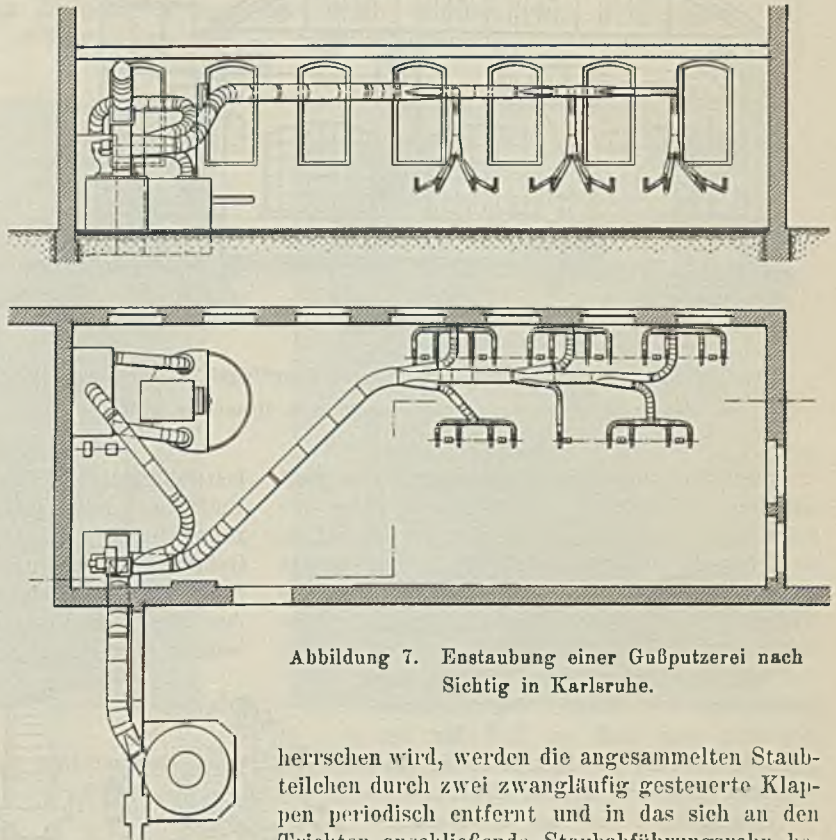 Abbildung 7. Enstaubung einer Gußputzerei nach
Sichtig in Karlsruhe.
herrschen wird, werden die angesammelten Staub-
teilchen durch zwei zwangläufig gesteuerte Klap-
pen periodisch entfernt und in das sich an den